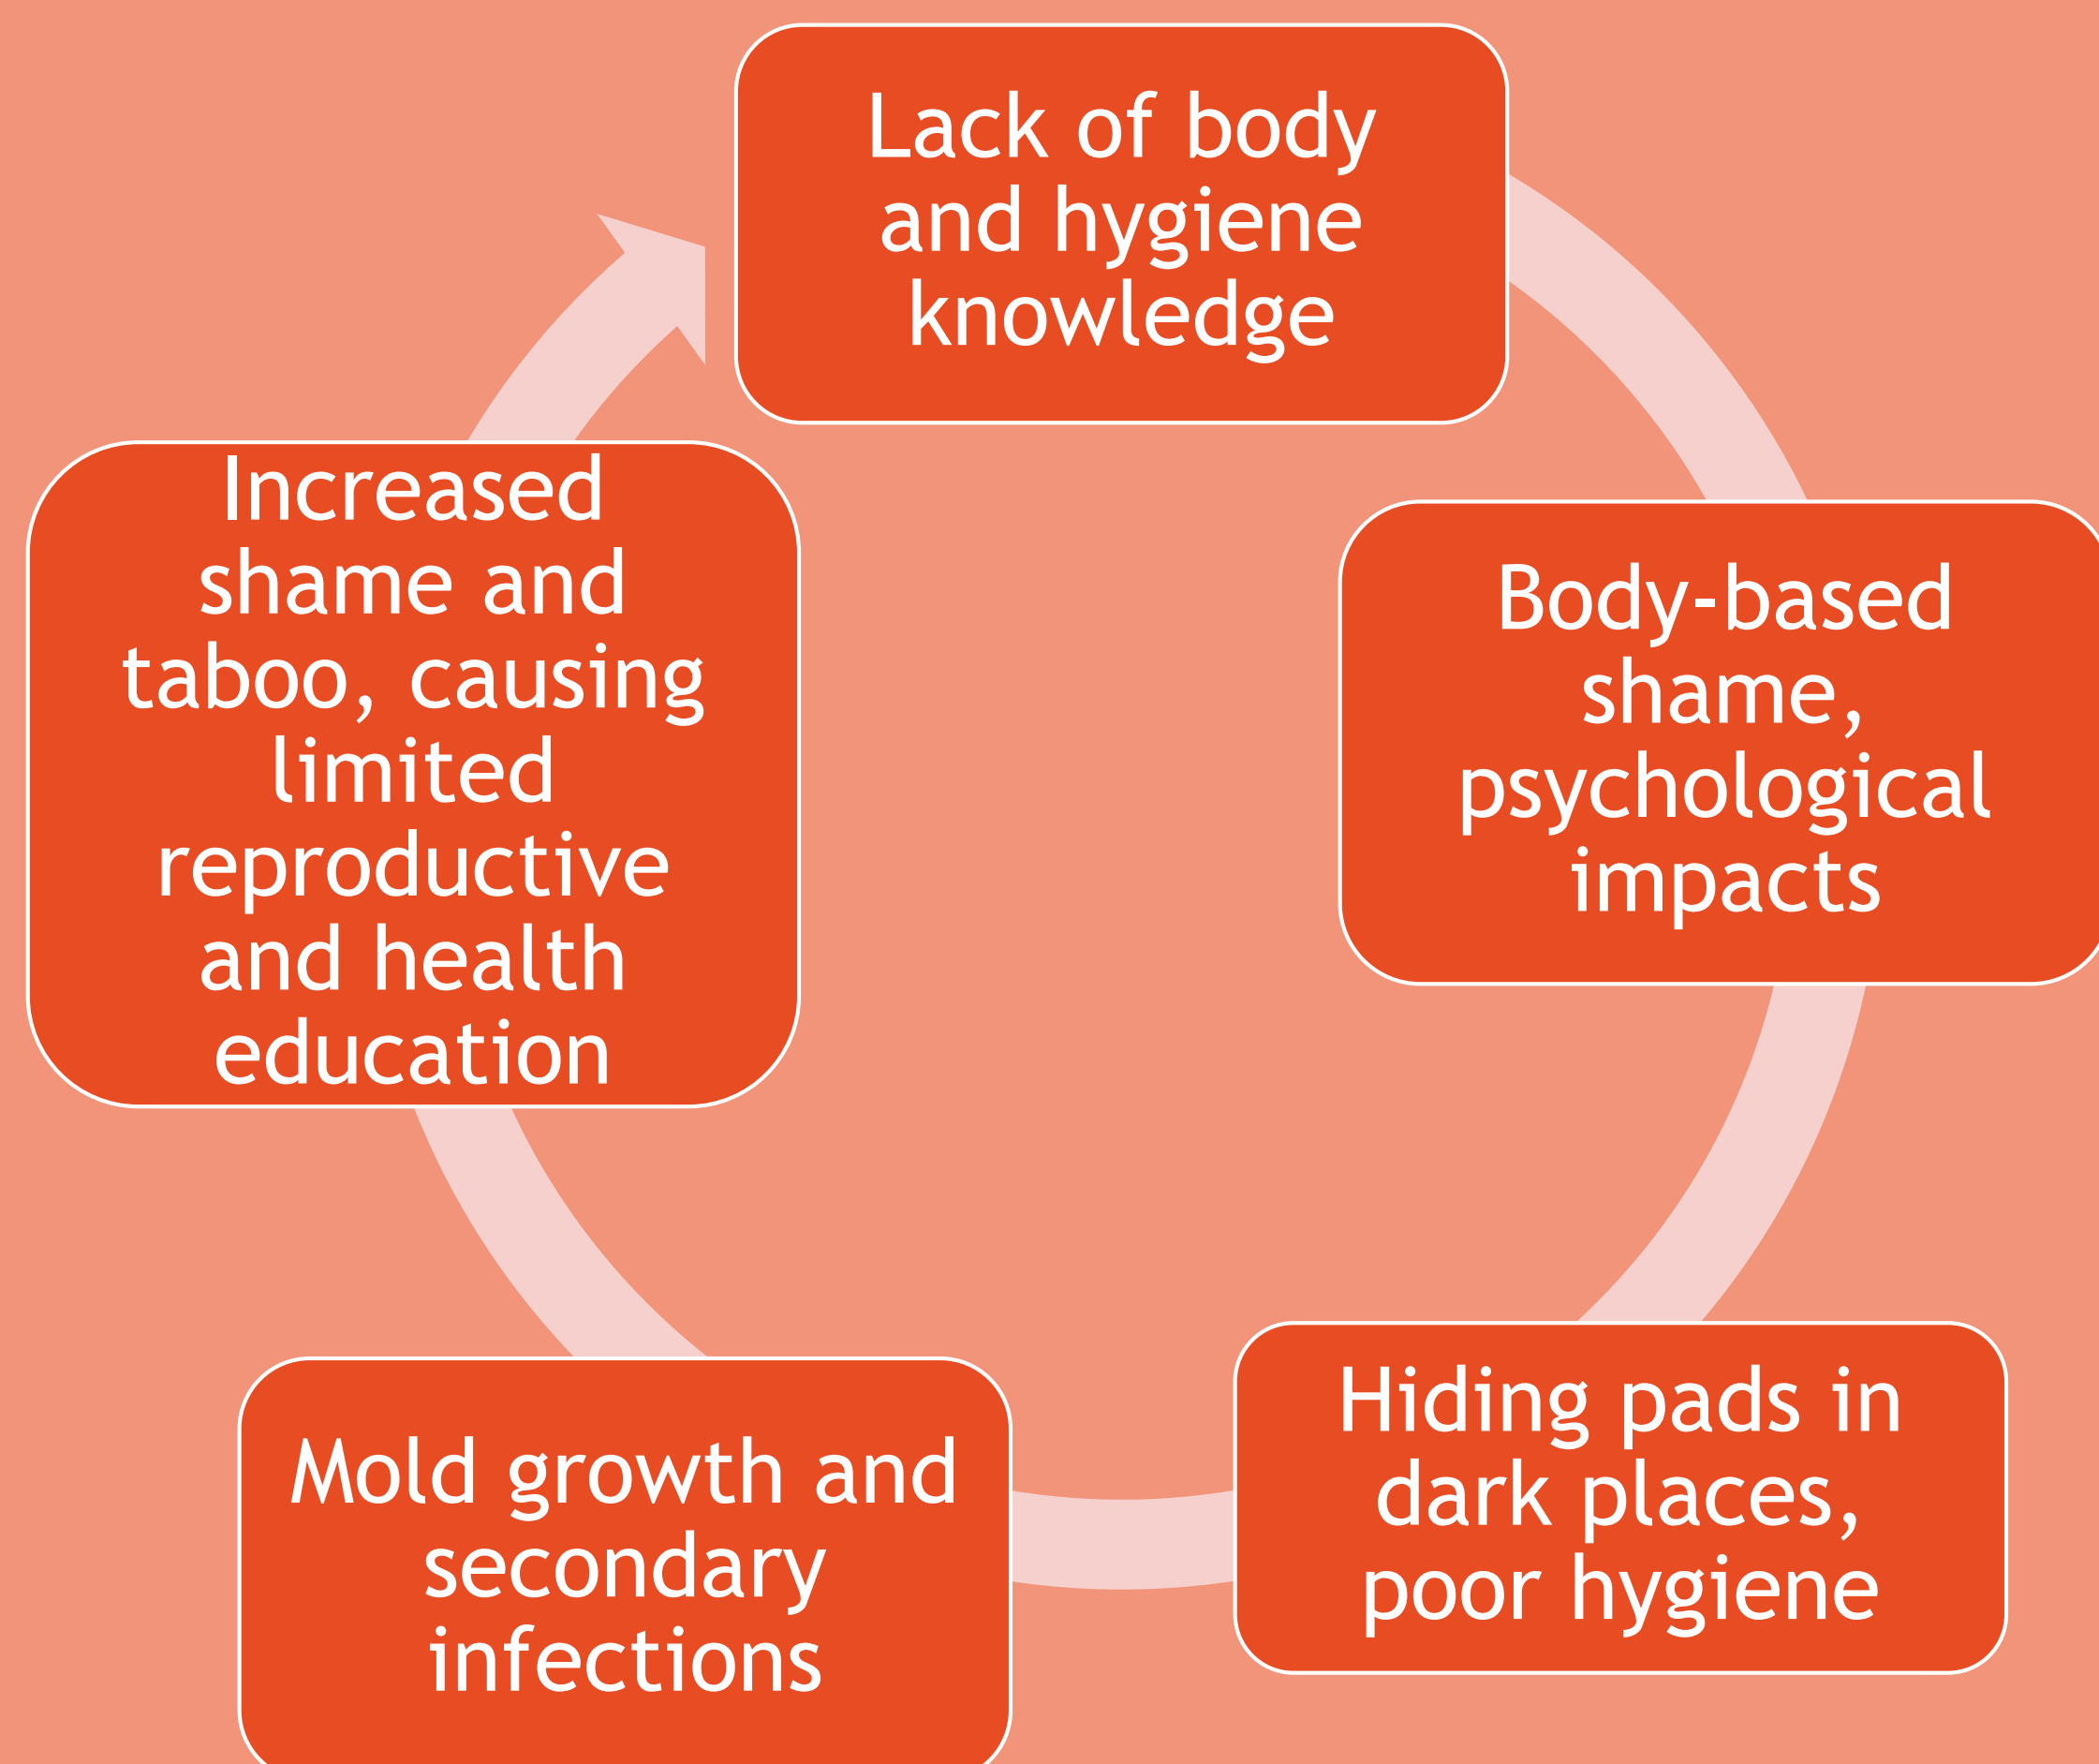 Lack of body
and hygiene
knowledge
Body-based
shame,
psychological
impacts
Hiding pads in
dark places,
poor hygiene
Mold growth and
secondary
infections
Increased
shame and
taboo, causing
limited
reproductive
and health
education